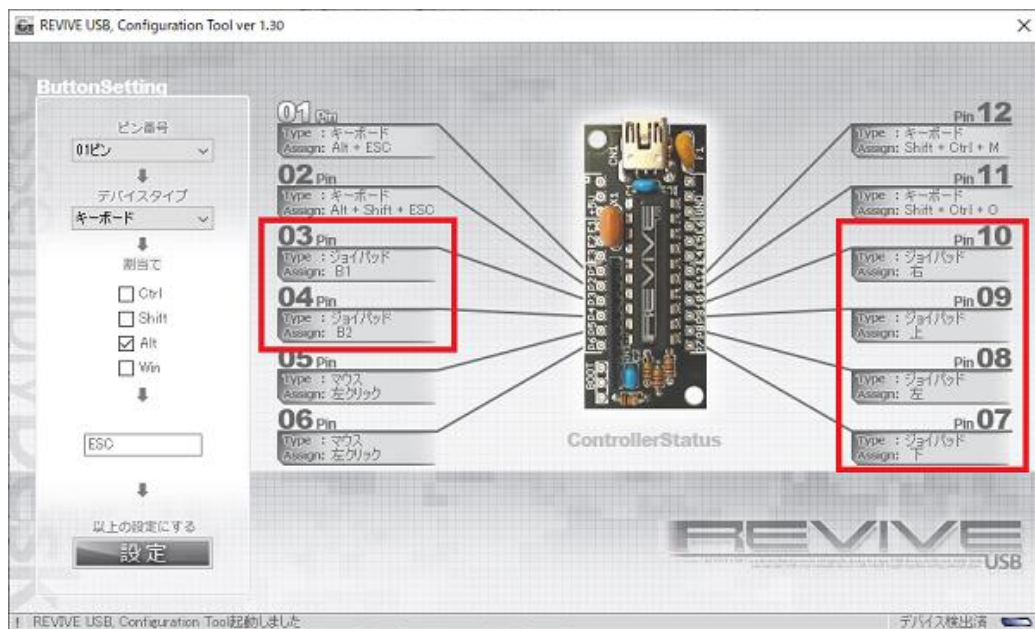 REVIVE USB, Configuration Tool ver 1.30
ButtonSetting
ピン番号
01ピン
デバイスタイプ
キーボード
割当て
Ctrl
Shift
Alt
Win
ESC
以上の設定にする
設定
01 Pin
Type : キーボード
Assign: Alt + ESC
02 Pin
Type : キーボード
Assign: Alt + Shift + ESC
03 Pin
Type : ジョイパッド
Assign: B1
04 Pin
Type : ジョイパッド
Assign: B2
05 Pin
Type : マウス
Assign: 左クリック
06 Pin
Type : マウス
Assign: 左クリック
CN1
F1
X1
REVIVE
BOOT
ControllerStatus
Pin 12
Type : キーボード
Assign: Shift + Ctrl + M
Pin 11
Type : キーボード
Assign: Shift + Ctrl + O
Pin 10
Type : ジョイパッド
Assign: 右
Pin 09
Type : ジョイパッド
Assign: 上
Pin 08
Type : ジョイパッド
Assign: 左
Pin 07
Type : ジョイパッド
Assign: 下
REVIVE
USB
! REVIVE USB, Configuration Tool起動しました
デバイス検出済